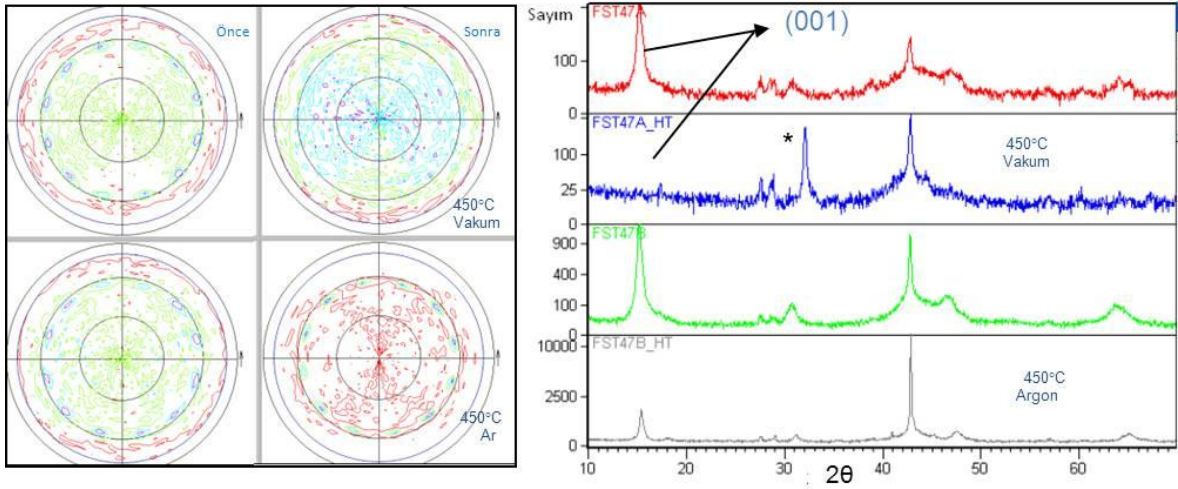 Önce
Sonra
450°C
Vakum
450°C
Ar
Sayım
FST47A
(001)
100
0
FST47A_HT
*
450°C
Vakum
100
25
0
FST47B
900
400
100
0
FST47B_HT
10000
450°C
Argon
2500
0
10 20 30 40 50 60
2θ